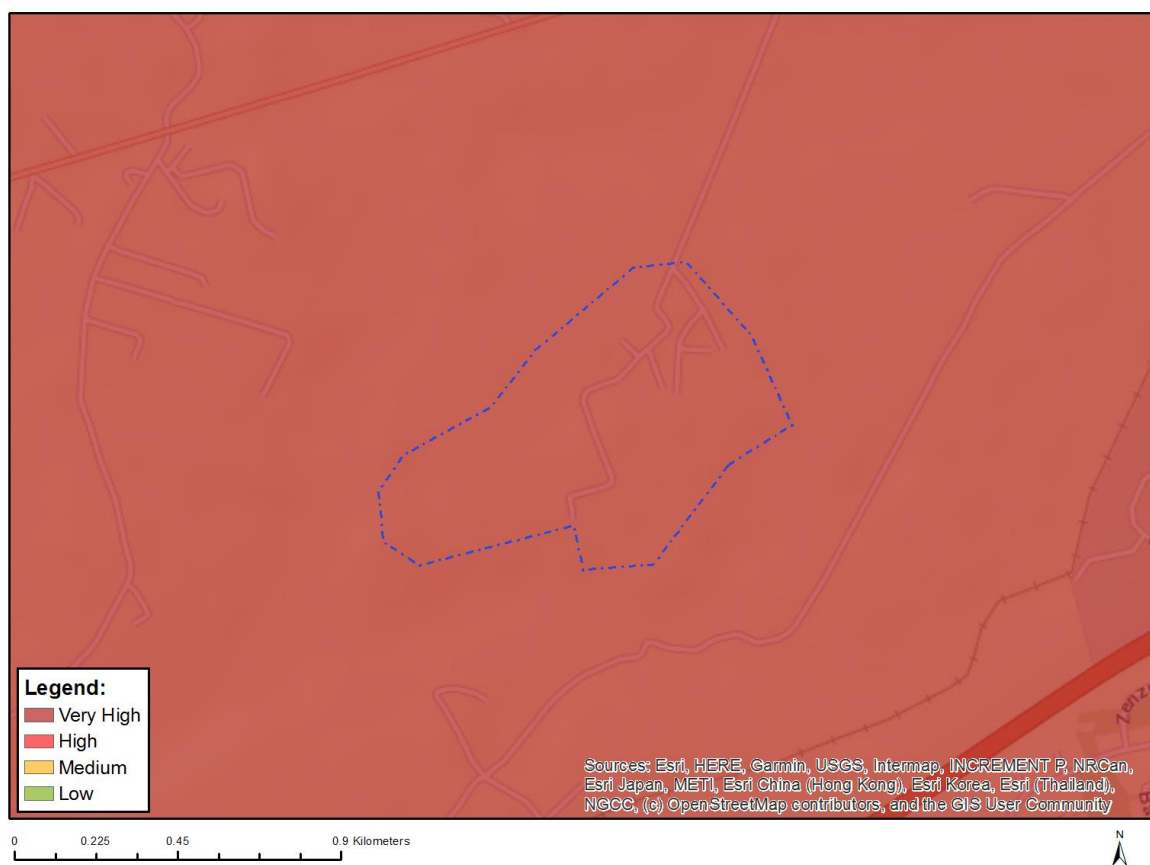 Zenzu
Ba
Legend:
Very High
High
Medium
Low
Sources: Esri, HERE, Garmin, USGS, Intermap, INCREMENT P, NRCan,
Esri Japan, METI, Esri China (Hong Kong), Esri Korea, Esri (Thailand),
NGCC, (c) OpenStreetMap contributors, and the GIS User Community
0 0.225 0.45 0.9 Kilometers
N